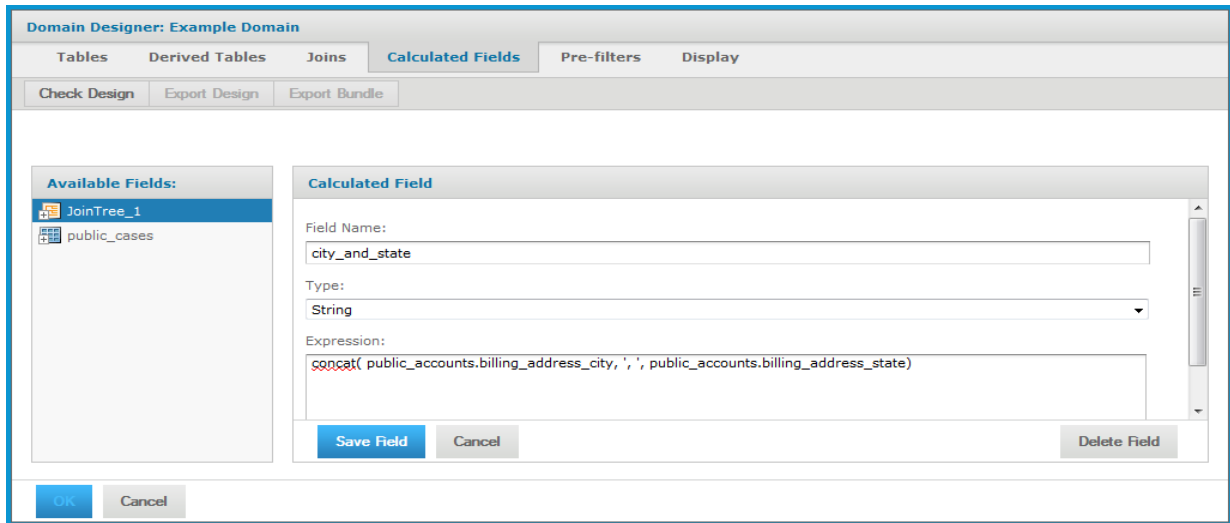 Domain Designer: Example Domain
Tables Derived Tables Joins Calculated Fields Pre-filters Display
Check Design Export Design Export Bundle
Available Fields:
JoinTree_1
public_cases
Calculated Field
Field Name:
city_and_state
Type:
String
Expression:
concat( public_accounts.billing_address_city, ', ', public_accounts.billing_address_state)
Save Field Cancel Delete Field
OK Cancel